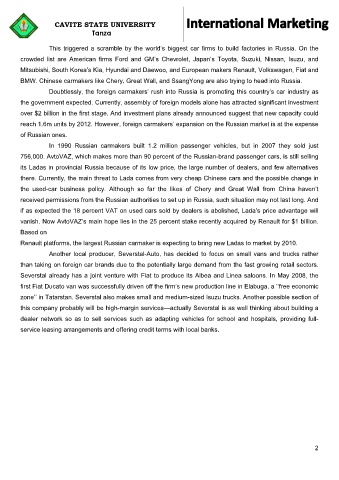 CAVITE STATE UNIVERSITY
Tanza
International Marketing
This triggered a scramble by the world's biggest car firms to build factories in Russia. On the
crowded list are American firms Ford and GM's Chevrolet, Japan's Toyota, Suzuki, Nissan, Isuzu, and
Mitsubishi, South Korea's Kia, Hyundai and Daewoo, and European makers Renault, Volkswagen, Fiat and
BMW. Chinese carmakers like Chery, Great Wall, and SsangYong are also trying to head into Russia.
Doubtlessly, the foreign carmakers' rush into Russia is promoting this country's car industry as
the government expected. Currently, assembly of foreign models alone has attracted significant investment
over $2 billion in the first stage. And investment plans already announced suggest that new capacity could
reach 1.6m units by 2012. However, foreign carmakers' expansion on the Russian market is at the expense
of Russian ones.
In 1990 Russian carmakers built 1.2 million passenger vehicles, but in 2007 they sold just
756,000. AvtoVAZ, which makes more than 90 percent of the Russian-brand passenger cars, is still selling
its Ladas in provincial Russia because of its low price, the large number of dealers, and few alternatives
there. Currently, the main threat to Lada comes from very cheap Chinese cars and the possible change in
the used-car business policy. Although so far the likes of Chery and Great Wall from China haven't
received permissions from the Russian authorities to set up in Russia, such situation may not last long. And
if as expected the 18 percent VAT on used cars sold by dealers is abolished, Lada's price advantage will
vanish. Now AvtoVAZ's main hope lies in the 25 percent stake recently acquired by Renault for $1 billion.
Based on
Renault platforms, the largest Russian carmaker is expecting to bring new Ladas to market by 2010.
Another local producer, Severstal-Auto, has decided to focus on small vans and trucks rather
than taking on foreign car brands due to the potentially large demand from the fast growing retail sectors.
Severstal already has a joint venture with Fiat to produce its Albea and Linea saloons. In May 2008, the
first Fiat Ducato van was successfully driven off the firm's new production line in Elabuga, a ''free economic
zone'' in Tatarstan. Severstal also makes small and medium-sized Isuzu trucks. Another possible section of
this company probably will be high-margin services—actually Severstal is as well thinking about building a
dealer network so as to sell services such as adapting vehicles for school and hospitals, providing full-
service leasing arrangements and offering credit terms with local banks.
2